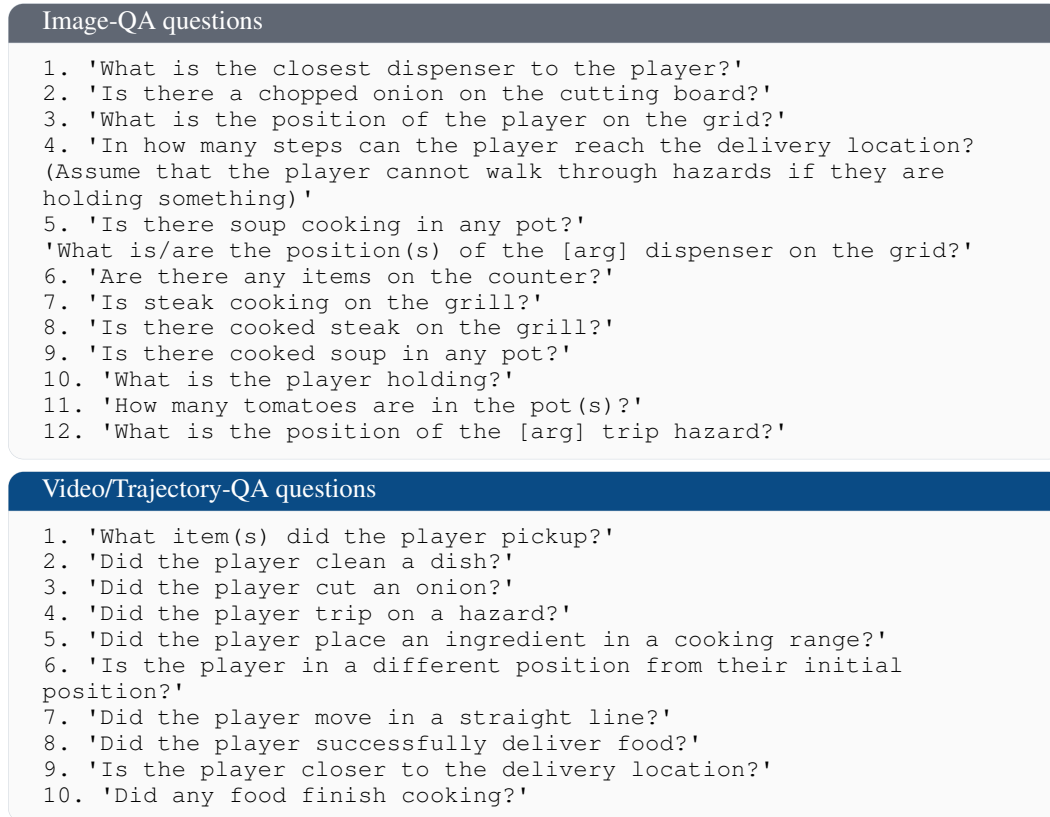 Image-QA questions
1. 'What is the closest dispenser to the player?'
2. 'Is there a chopped onion on the cutting board?'
3. 'What is the position of the player on the grid?'
4. 'In how many steps can the player reach the delivery location?
(Assume that the player cannot walk through hazards if they are
holding something)'
5. 'Is there soup cooking in any pot?'
'What is/are the position(s) of the [arg] dispenser on the grid?'
6. 'Are there any items on the counter?'
7. 'Is steak cooking on the grill?'
8. 'Is there cooked steak on the grill?'
9. 'Is there cooked soup in any pot?'
10. 'What is the player holding?'
11. 'How many tomatoes are in the pot(s)?'
12. 'What is the position of the [arg] trip hazard?'
Video/Trajectory-QA questions
1. 'What item(s) did the player pickup?'
2. 'Did the player clean a dish?'
3. 'Did the player cut an onion?'
4. 'Did the player trip on a hazard?'
5. 'Did the player place an ingredient in a cooking range?'
6. 'Is the player in a different position from their initial
position?'
7. 'Did the player move in a straight line?'
8. 'Did the player successfully deliver food?'
9. 'Is the player closer to the delivery location?'
10. 'Did any food finish cooking?'